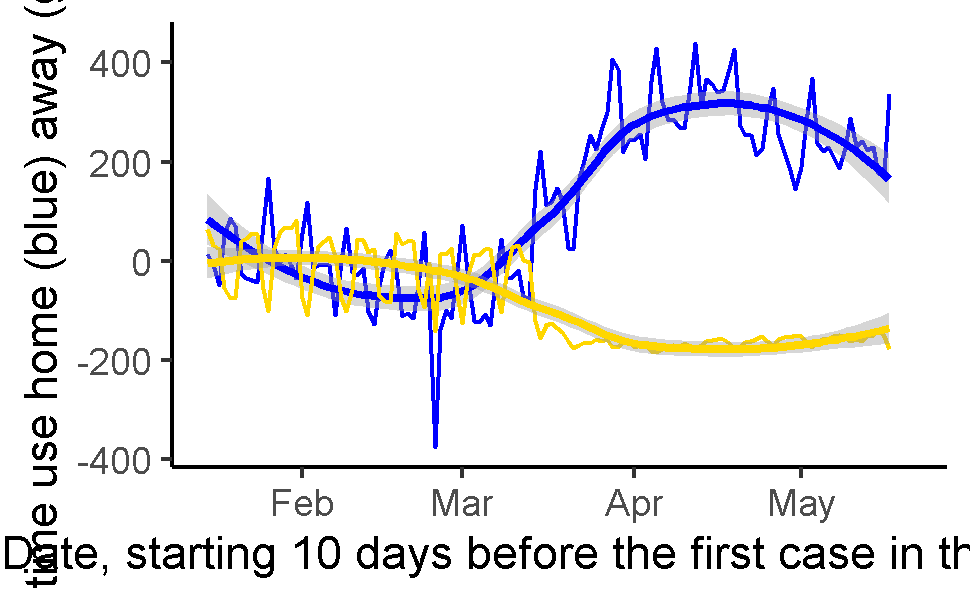 time use home (blue) away (
400
200
0
-200
-400
Feb Mar Apr May
Date, starting 10 days before the first case in th